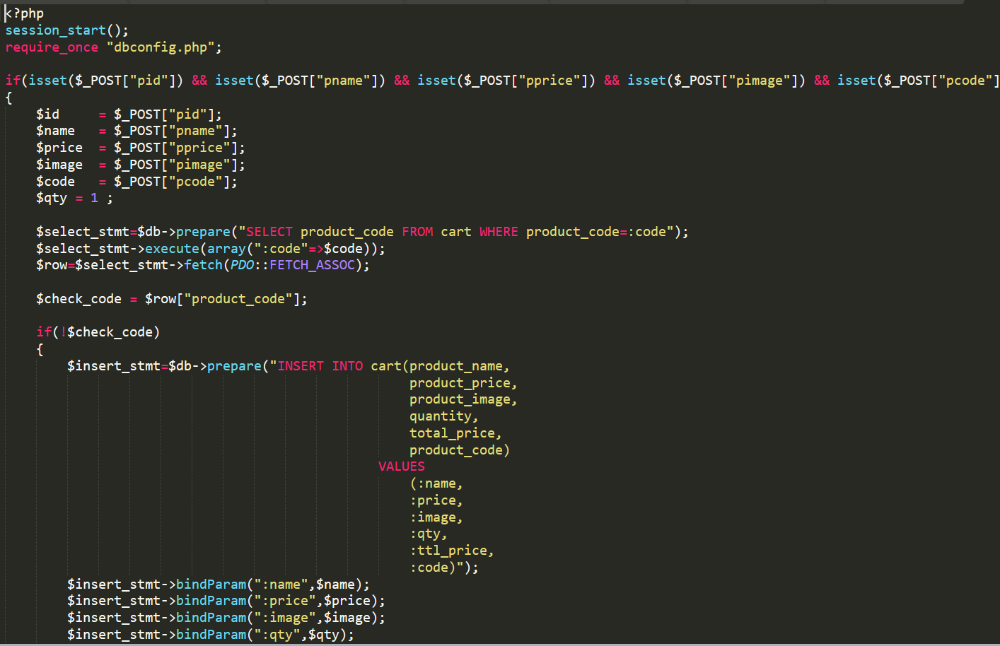 <?php
session_start();
require_once "dbconfig.php";
if(isset($_POST["pid"]) && isset($_POST["pname"]) && isset($_POST["pprice"]) && isset($_POST["pimage"]) && isset($_POST["pcode"]
{
$id     = $_POST["pid"];
$name   = $_POST["pname"];
$price  = $_POST["pprice"];
$image  = $_POST["pimage"];
$code   = $_POST["pcode"];
$qty = 1 ;
$select_stmt=$db->prepare("SELECT product_code FROM cart WHERE product_code=:code");
$select_stmt->execute(array(":code"=>$code));
$row=$select_stmt->fetch(PDO::FETCH_ASSOC);
$check_code = $row["product_code"];
if(!$check_code)
{
$insert_stmt=$db->prepare("INSERT INTO cart(product_name,
product_price,
product_image,
quantity,
total_price,
product_code)
VALUES
(:name,
:price,
:image,
:qty,
:ttl_price,
:code)");
$insert_stmt->bindParam(":name",$name);
$insert_stmt->bindParam(":price",$price);
$insert_stmt->bindParam(":image",$image);
$insert_stmt->bindParam(":qty",$qty);